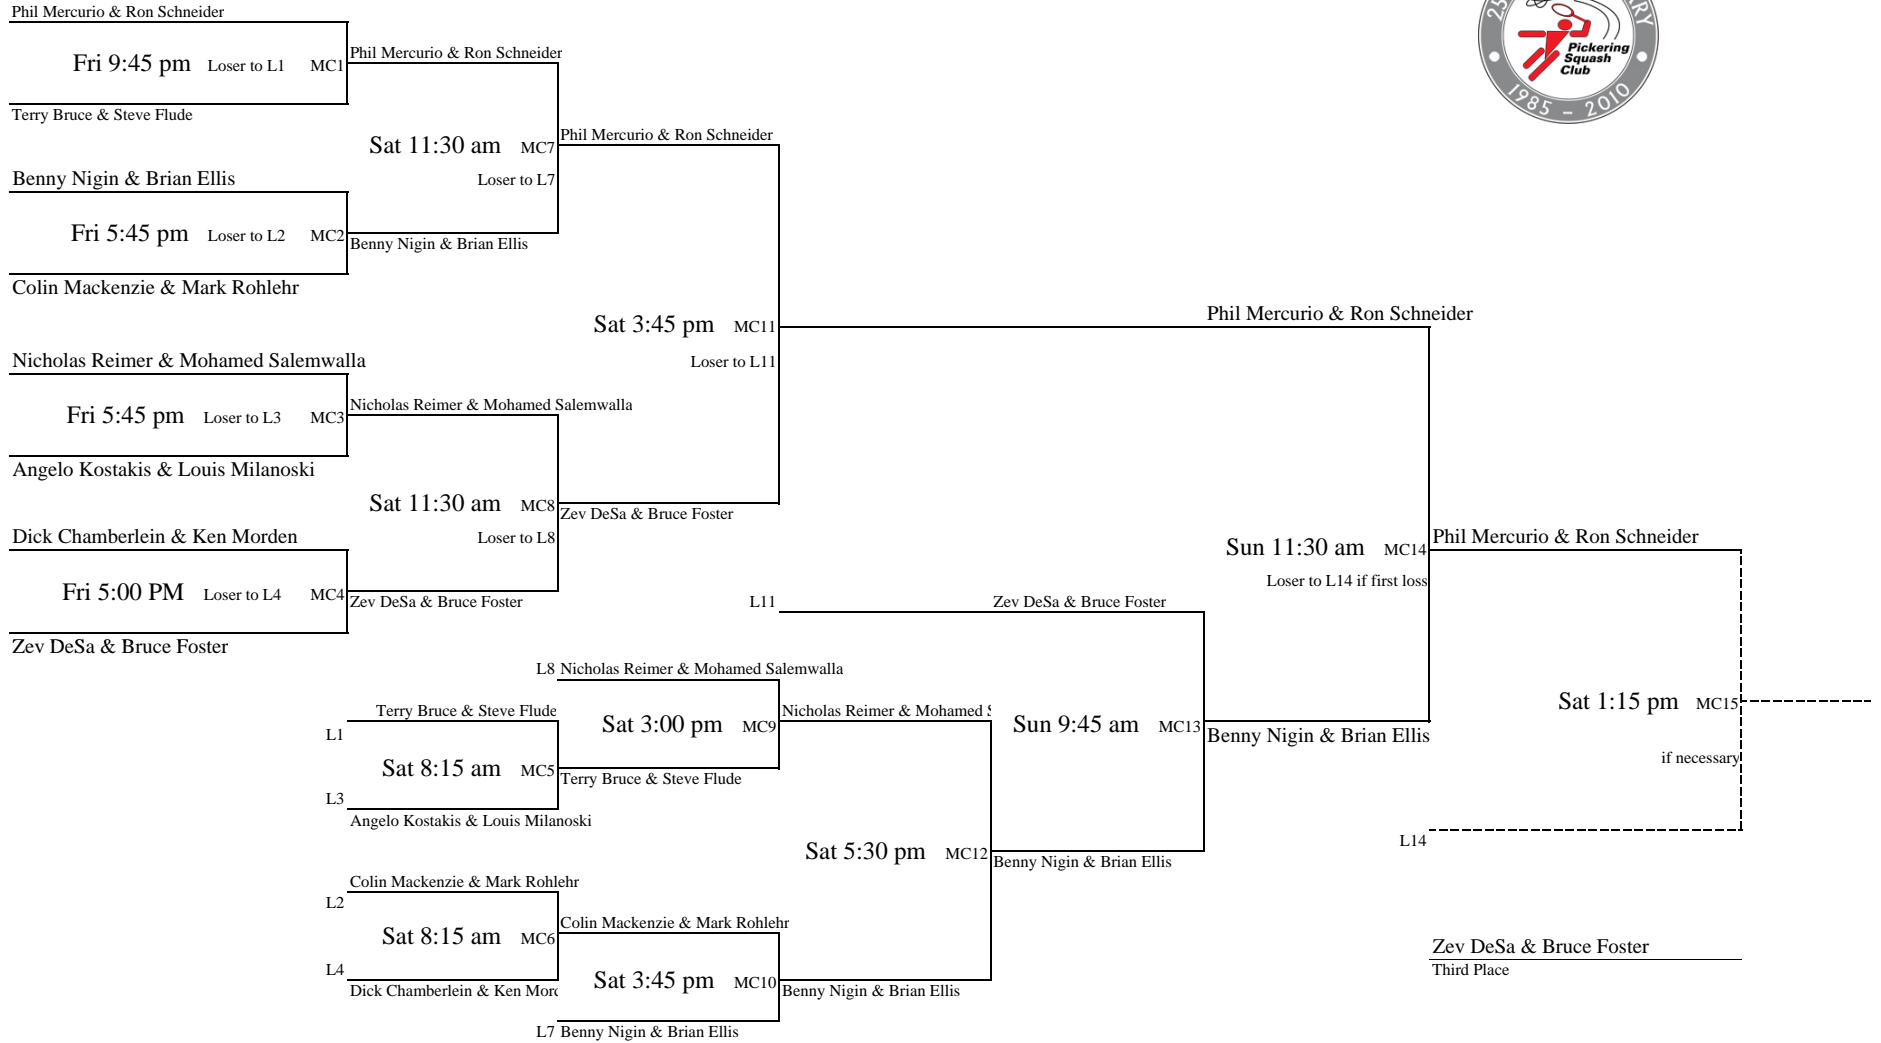 Phil Mercurio & Ron Schneider
Fri 9:45 pm Loser to L1 MC1
Terry Bruce & Steve Flude
Phil Mercurio & Ron Schneider
Sat 11:30 am MC7
Loser to L7
Benny Nigin & Brian Ellis
Fri 5:45 pm Loser to L2 MC2
Colin Mackenzie & Mark Rohlehr
Benny Nigin & Brian Ellis
Phil Mercurio & Ron Schneider
Sat 3:45 pm MC11
Loser to L11
Nicholas Reimer & Mohamed Salemwalla
Fri 5:45 pm Loser to L3 MC3
Angelo Kostakis & Louis Milanoski
Nicholas Reimer & Mohamed Salemwalla
Sat 11:30 am MC8
Loser to L8
Dick Chamberlein & Ken Morden
Fri 5:00 PM Loser to L4 MC4
Zev DeSa & Bruce Foster
Zev DeSa & Bruce Foster
Zev DeSa & Bruce Foster
Pickering
Squash
Club
1985 - 2010
Phil Mercurio & Ron Schneider
Sun 11:30 am MC14
Loser to L14 if first loss
Phil Mercurio & Ron Schneider
Sat 1:15 pm MC15
if necessary
L14
L11 Zev DeSa & Bruce Foster
Sun 9:45 am MC13
Benny Nigin & Brian Ellis
L8 Nicholas Reimer & Mohamed Salemwalla
Sat 3:00 pm MC9
Nicholas Reimer & Mohamed
Terry Bruce & Steve Flude
L1
Sat 8:15 am MC5
Terry Bruce & Steve Flude
L3
Angelo Kostakis & Louis Milanoski
Sat 5:30 pm MC12
Benny Nigin & Brian Ellis
Colin Mackenzie & Mark Rohlehr
L2
Sat 8:15 am MC6
Colin Mackenzie & Mark Rohlehr
L4
Dick Chamberlein & Ken
Sat 3:45 pm MC10
Benny Nigin & Brian Ellis
L7 Benny Nigin & Brian Ellis
Zev DeSa & Bruce Foster
Third Place